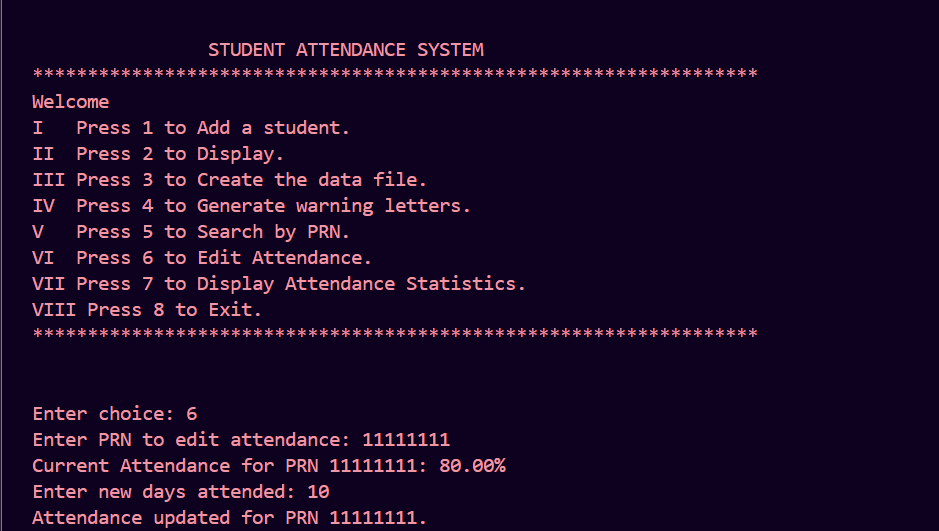 STUDENT ATTENDANCE SYSTEM
******************************************************************
Welcome
I   Press 1 to Add a student.
II  Press 2 to Display.
III Press 3 to Create the data file.
IV  Press 4 to Generate warning letters.
V   Press 5 to Search by PRN.
VI  Press 6 to Edit Attendance.
VII Press 7 to Display Attendance Statistics.
VIII Press 8 to Exit.
******************************************************************
Enter choice: 6
Enter PRN to edit attendance: 11111111
Current Attendance for PRN 11111111: 80.00%
Enter new days attended: 10
Attendance updated for PRN 11111111.